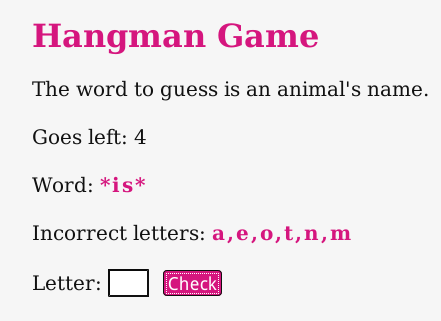 Hangman Game
The word to guess is an animal's name.
Goes left: 4
Word: *is*
Incorrect letters: a,e,o,t,n,m
Letter: Check